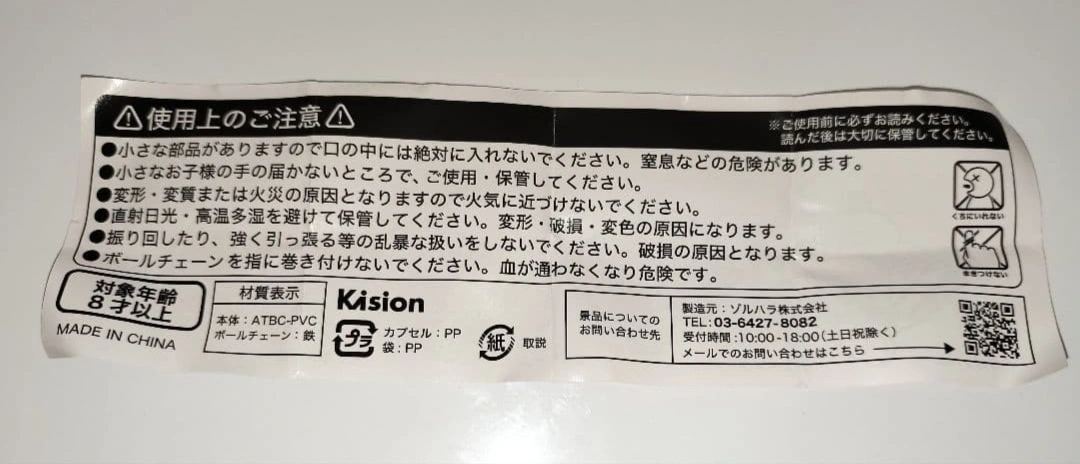 ⚠使用上のご注意⚠
※ご使用前に必ずお読みください。
読んだ後は大切に保管してください。
●小さな部品がありますので口の中には絶対に入れないでください。窒息などの危険があります。
●小さなお子様の手の届かないところで、ご使用・保管してください。
●変形・変質または火災の原因となりますので火気に近づけないでください。
●直射日光・高温多湿を避けて保管してください。変形・破損・変色の原因になります。
●振り回したり、強く引っ張る等の乱暴な扱いをしないでください。破損の原因となります。
●ボールチェーンを指に巻き付けないでください。血が通わなくなり危険です。
くちにいれない
まきつけない
対象年齢
8才以上
MADE IN CHINA
材質表示
本体:ATBC-PVC
ボールチェーン:鉄
Kision
プラ
カプセル:PP
袋:PP
紙
取説
景品についての
お問い合わせ先
製造元:ゾルハラ株式会社
TEL:03-6427-8082
受付時間:10:00-18:00(土日祝除く)
メールでのお問い合わせはこちら